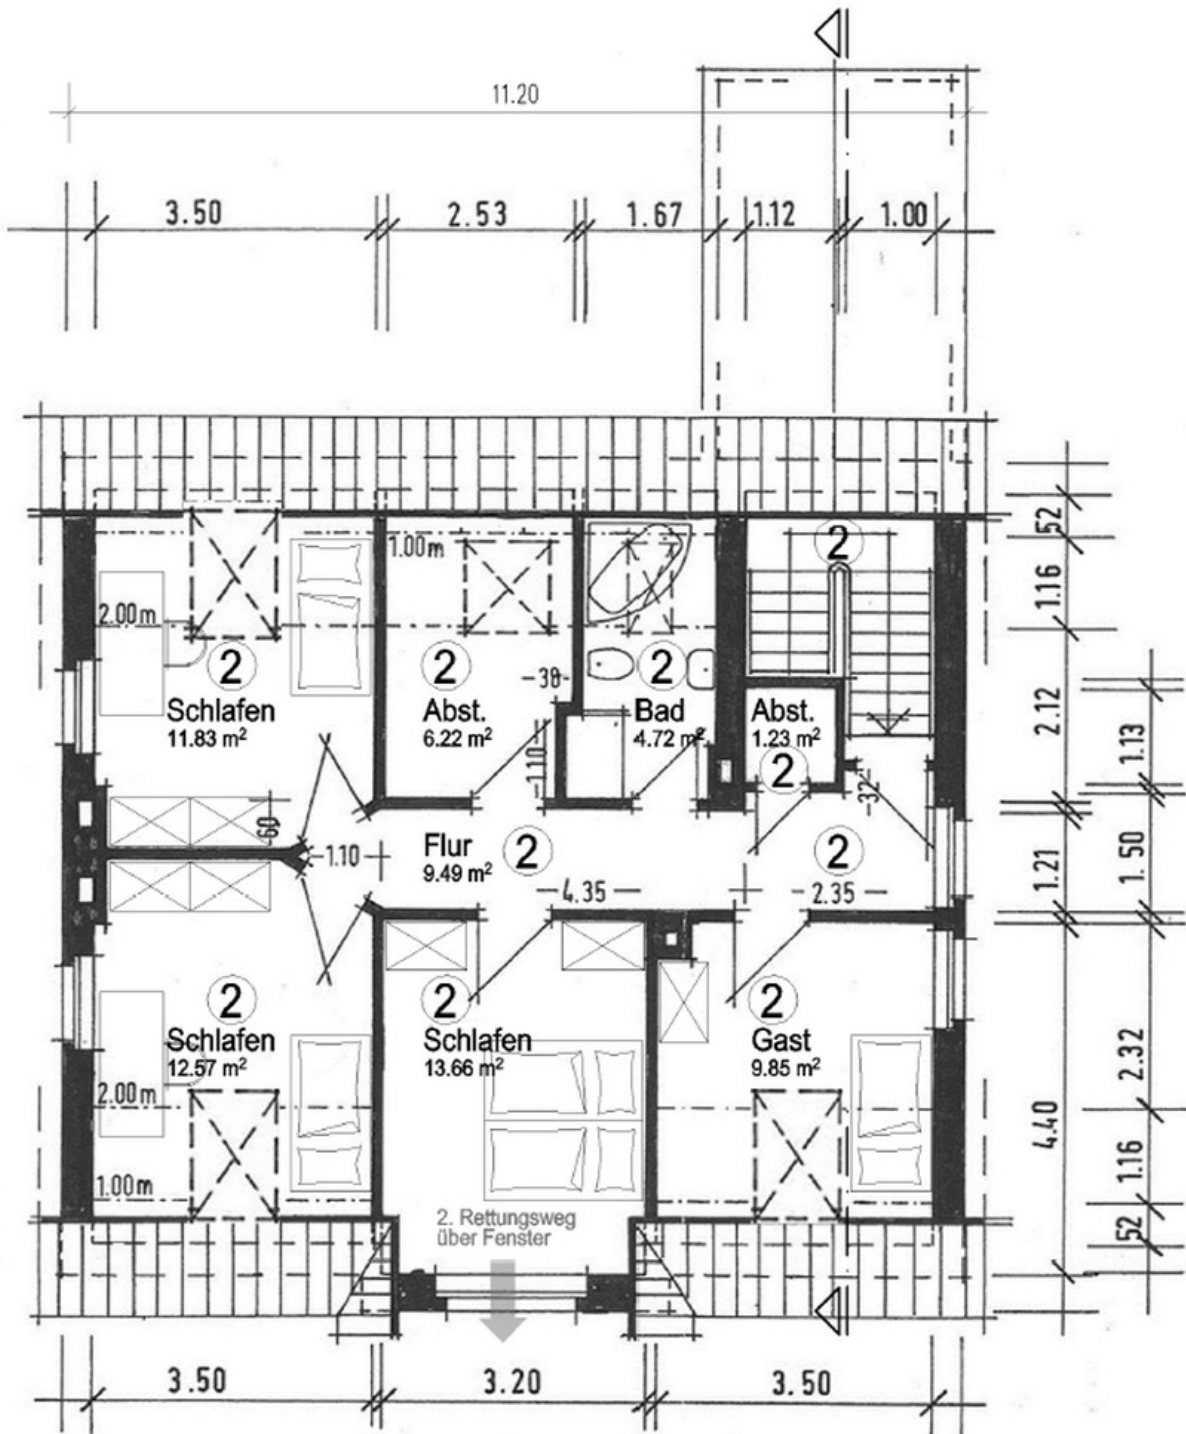 11.20
3.50
2.53
1.67
1.12
1.00
2
1.00 m
2.00 m
2
Schlafen
11.83 m²
2
Abst.
6.22 m²
38
2
Bad
4.72 m²
Abst.
1.23 m²
2
1.10
32
60
1.10
Flur
9.49 m²
2
4.35
2
2.35
2
Schlafen
12.57 m²
2.00 m
1.00 m
2
Schlafen
13.66 m²
2
Gast
9.85 m²
2. Rettungsweg
über Fenster
52
1.16
2.12
1.13
1.21
1.50
2.32
4.40
1.16
52
3.50
3.20
3.50